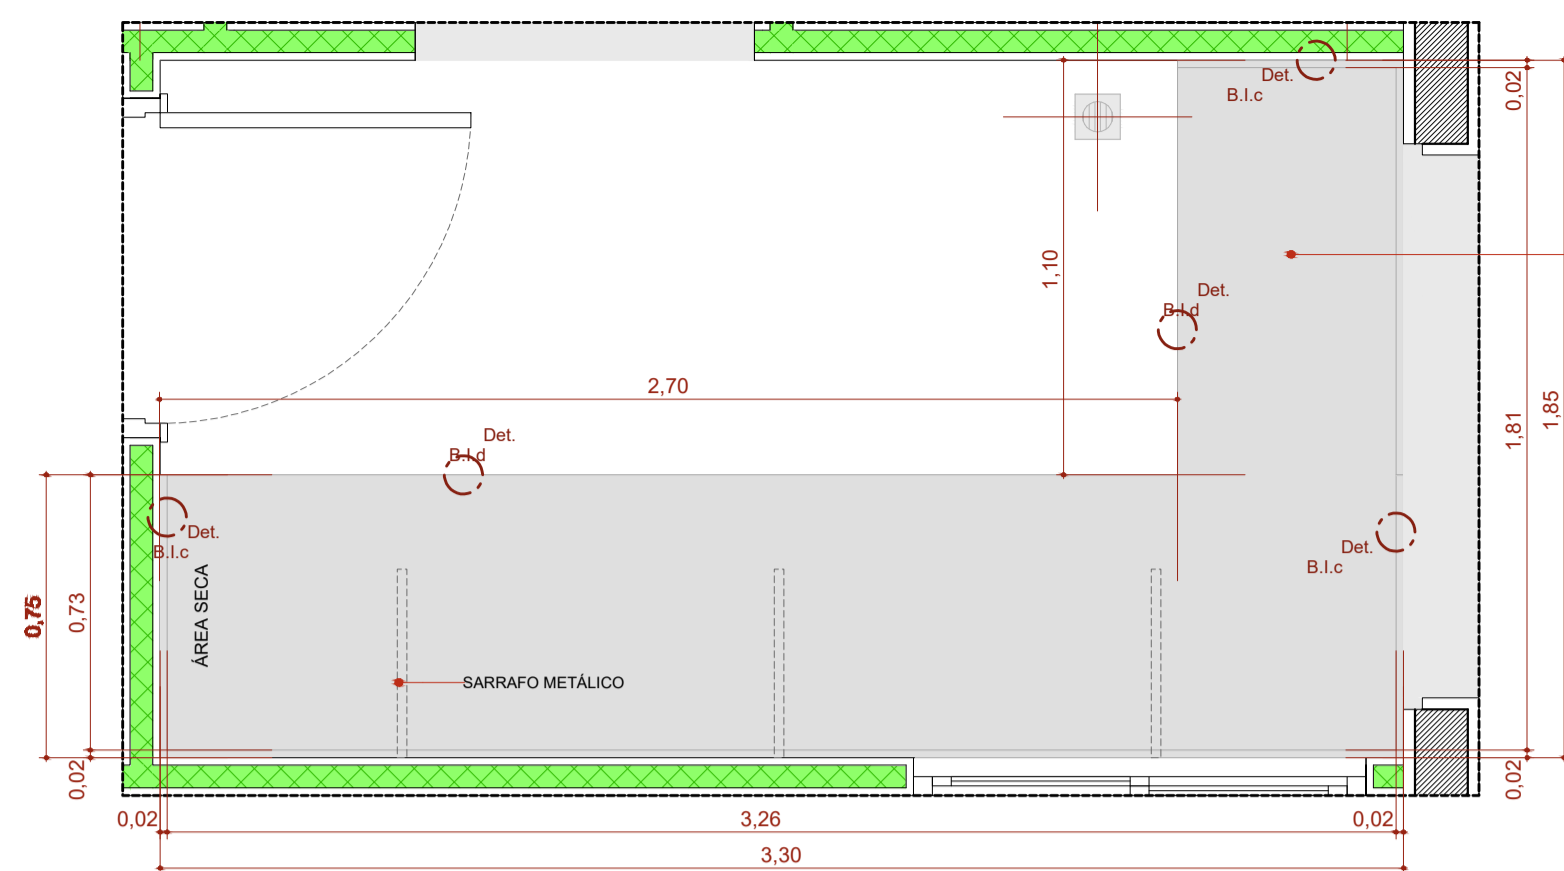 Det.
B.I.c
0,02
1,10
Det.
B.I.d
2,70
1,81
1,85
Det.
B.I.d
Det.
B.I.c
Det.
B.I.c
0,75
0,73
ÁREA SECA
SARRAFO METÁLICO
0,02
0,02
0,02
3,26
0,02
3,30